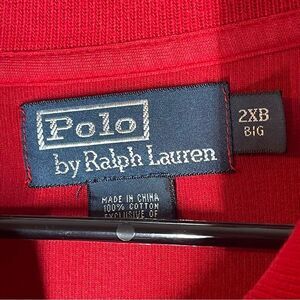 Polo
by Ralph Lauren
2XB
BIG
MADE IN CHINA
100% COTTON
EXCLUSIVE OF